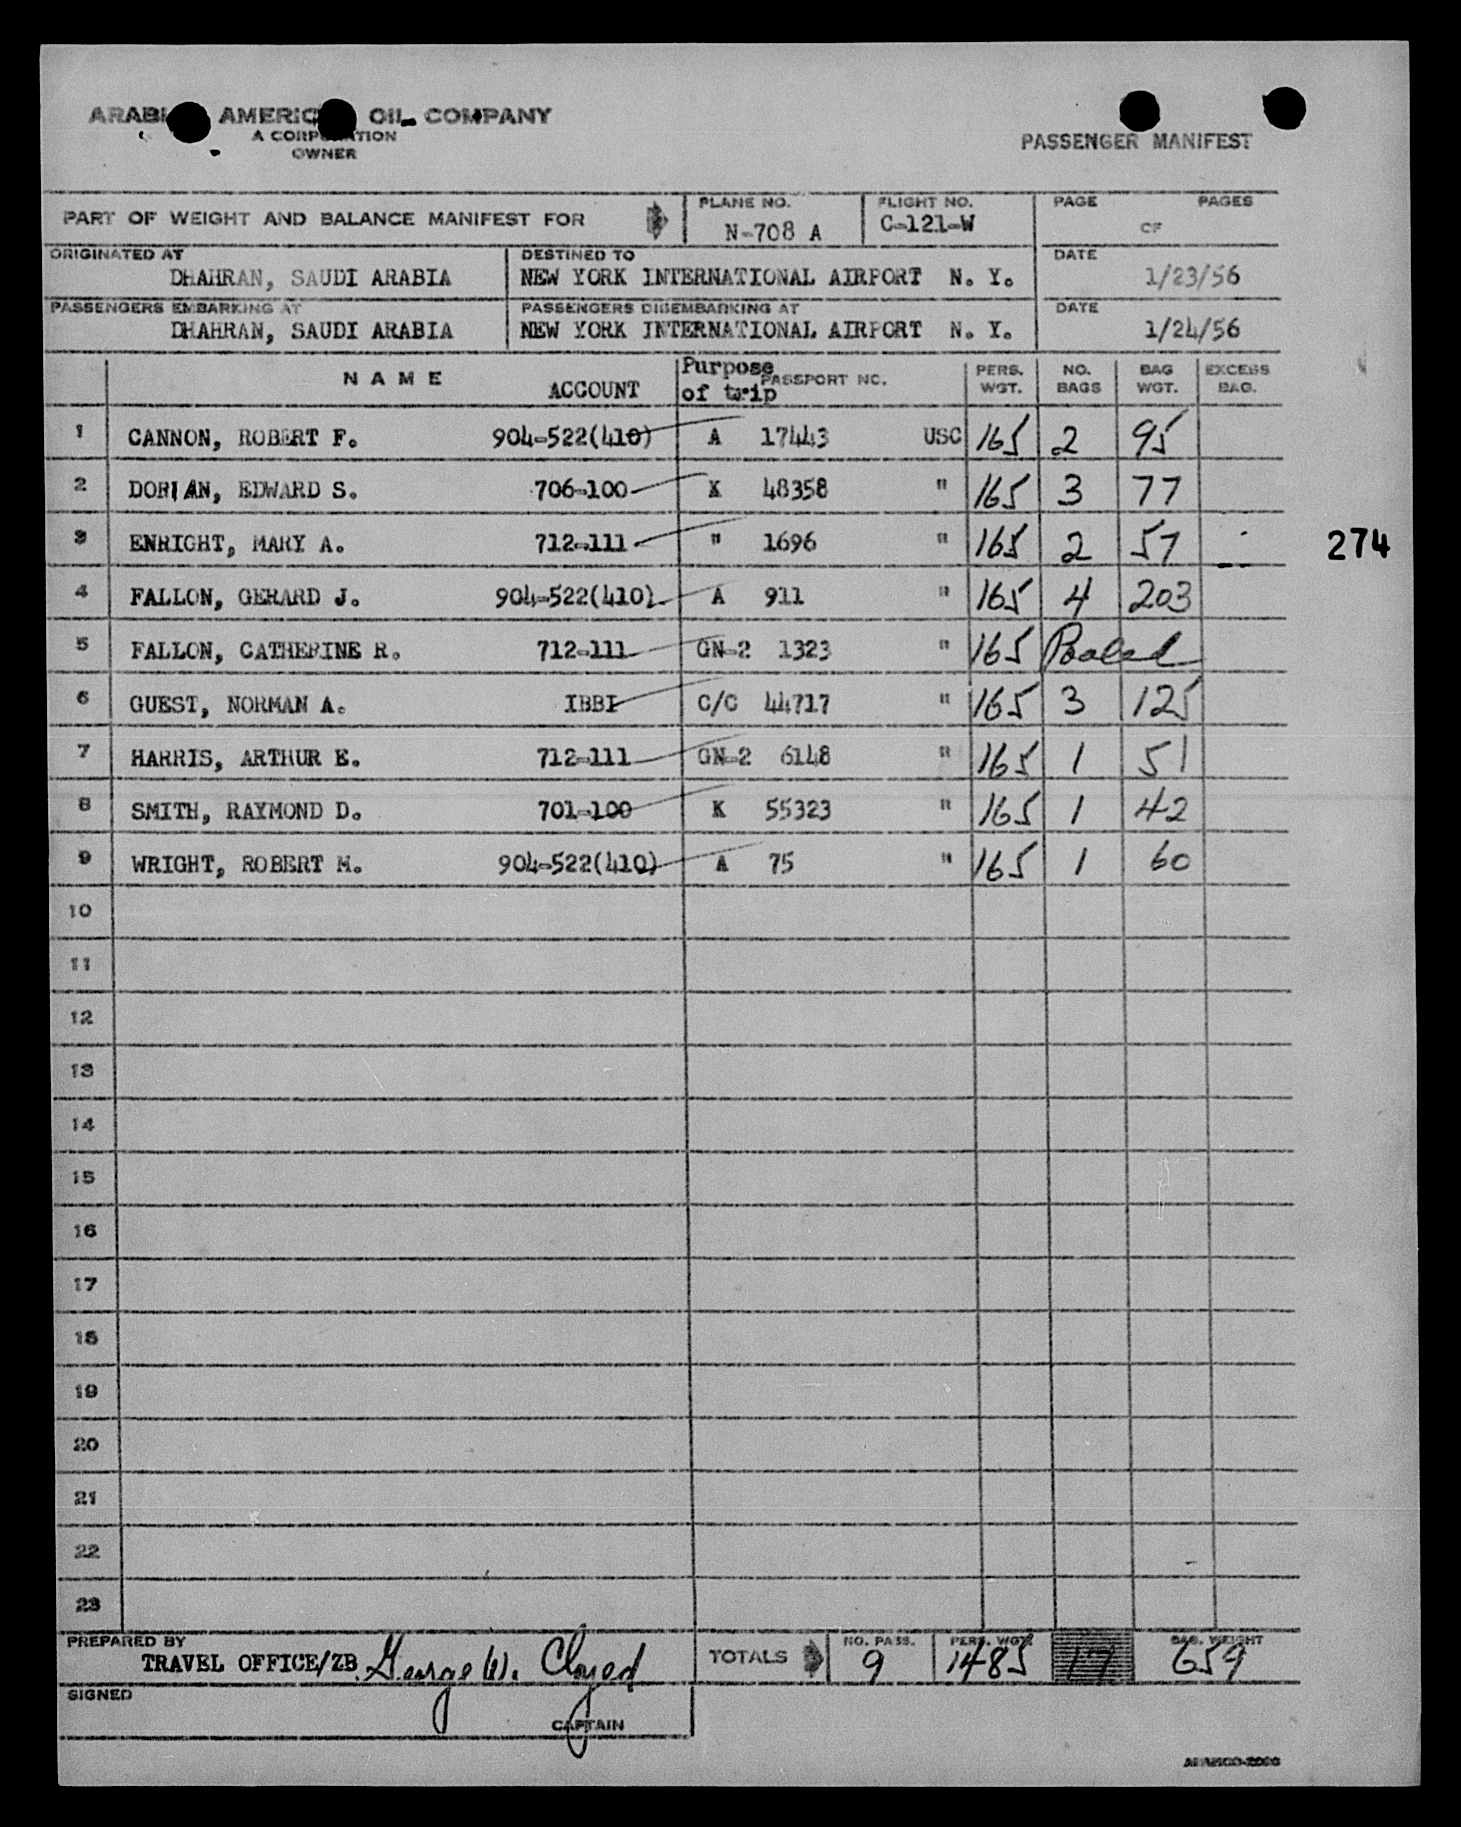 ARABI AMERIC OIL COMPANY
A CORPORATION
OWNER
PASSENGER MANIFEST
PART OF WEIGHT AND BALANCE MANIFEST FOR
PLANE NO. N-708 A
FLIGHT NO. C-121-W
PAGE OF PAGES
ORIGINATED AT DHAHRAN, SAUDI ARABIA
DESTINED TO NEW YORK INTERNATIONAL AIRPORT N. Y.
DATE 1/23/56
PASSENGERS EMBARKING AT DHAHRAN, SAUDI ARABIA
PASSENGERS DISEMBARKING AT NEW YORK INTERNATIONAL AIRPORT N. Y.
DATE 1/24/56
NAME ACCOUNT Purpose of trip PASSPORT NO. PERS. WGT. NO. BAGS BAG WGT. EXCESS BAG.
1 CANNON, ROBERT F. 904-522(410) A 17443 USC 165 2 95
2 DORIAN, EDWARD S. 706-100 K 48358 " 165 3 77
3 ENRIGHT, MARY A. 712-111 " 1696 " 165 2 57
274
4 FALLON, GERARD J. 904-522(410) A 911 " 165 4 203
5 FALLON, CATHERINE R. 712-111 GN-2 1323 " 165 Pooled
6 GUEST, NORMAN A. IBBI C/C 44717 " 165 3 125
7 HARRIS, ARTHUR E. 712-111 GN-2 6148 " 165 1 51
8 SMITH, RAYMOND D. 701-100 K 55323 " 165 1 42
9 WRIGHT, ROBERT M. 904-522(410) A 75 " 165 1 60
10
11
12
13
14
15
16
17
18
19
20
21
22
23
PREPARED BY
TRAVEL OFFICE/ZB George W.
TOTALS NO. PASS. 9 PERS. WGT. 1485 17 BAG. WEIGHT 659
SIGNED
CAPTAIN